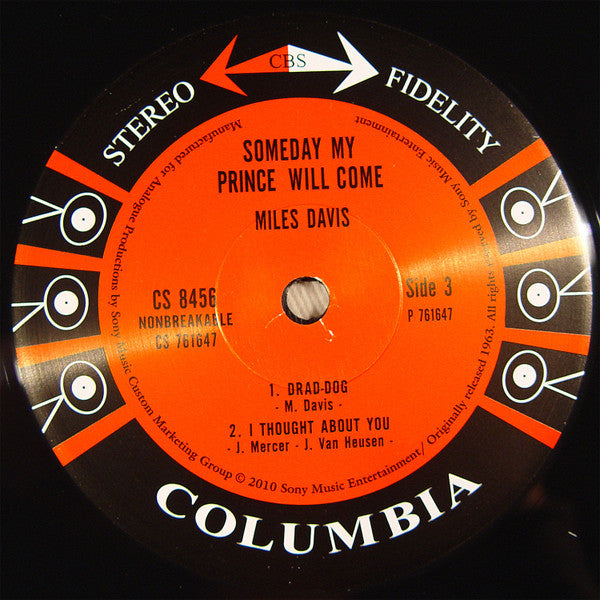 CBS
STEREO FIDELITY
SOMEDAY MY
PRINCE WILL COME
MILES DAVIS
CS 8456
NONBREAKABLE
CS 761647
Side 3
P 761647
1. DRAD-DOG
- M. Davis -
2. I THOUGHT ABOUT YOU
- J. Mercer - J. Van Heusen -
Manufactured for Analogue Productions by Sony Music Custom Marketing Group © 2010 Sony Music Entertainment/ Originally released 1963. All rights reserved by Sony Music Entertainment
COLUMBIA